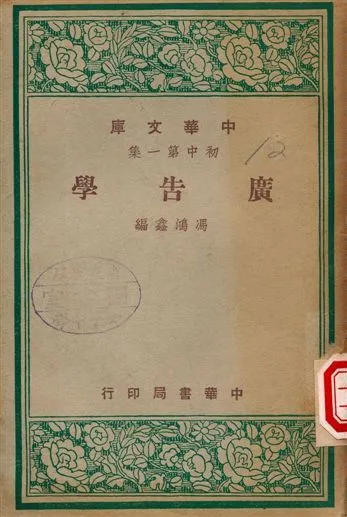 中華文庫
初中第一集
12
廣告學
馮鴻鑫編
中華書局印行